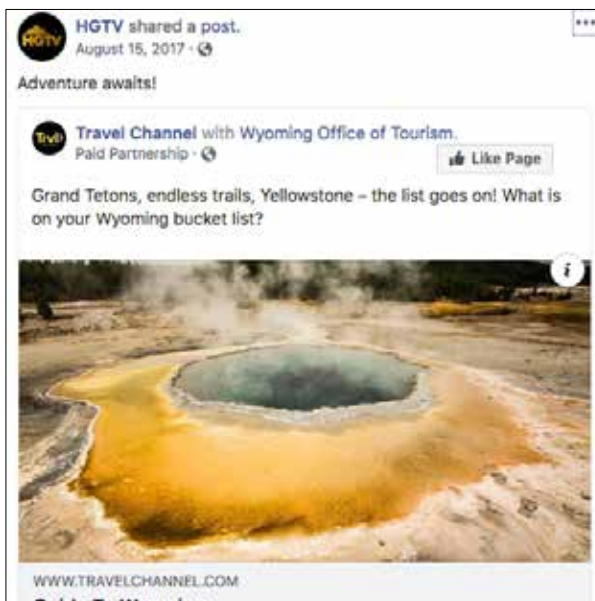 HGTV
HGTV shared a post.
August 15, 2017 ·
Adventure awaits!
Trvl
Travel Channel with Wyoming Office of Tourism.
Paid Partnership ·
Like Page
Grand Tetons, endless trails, Yellowstone – the list goes on! What is
on your Wyoming bucket list?
i
WWW.TRAVELCHANNEL.COM